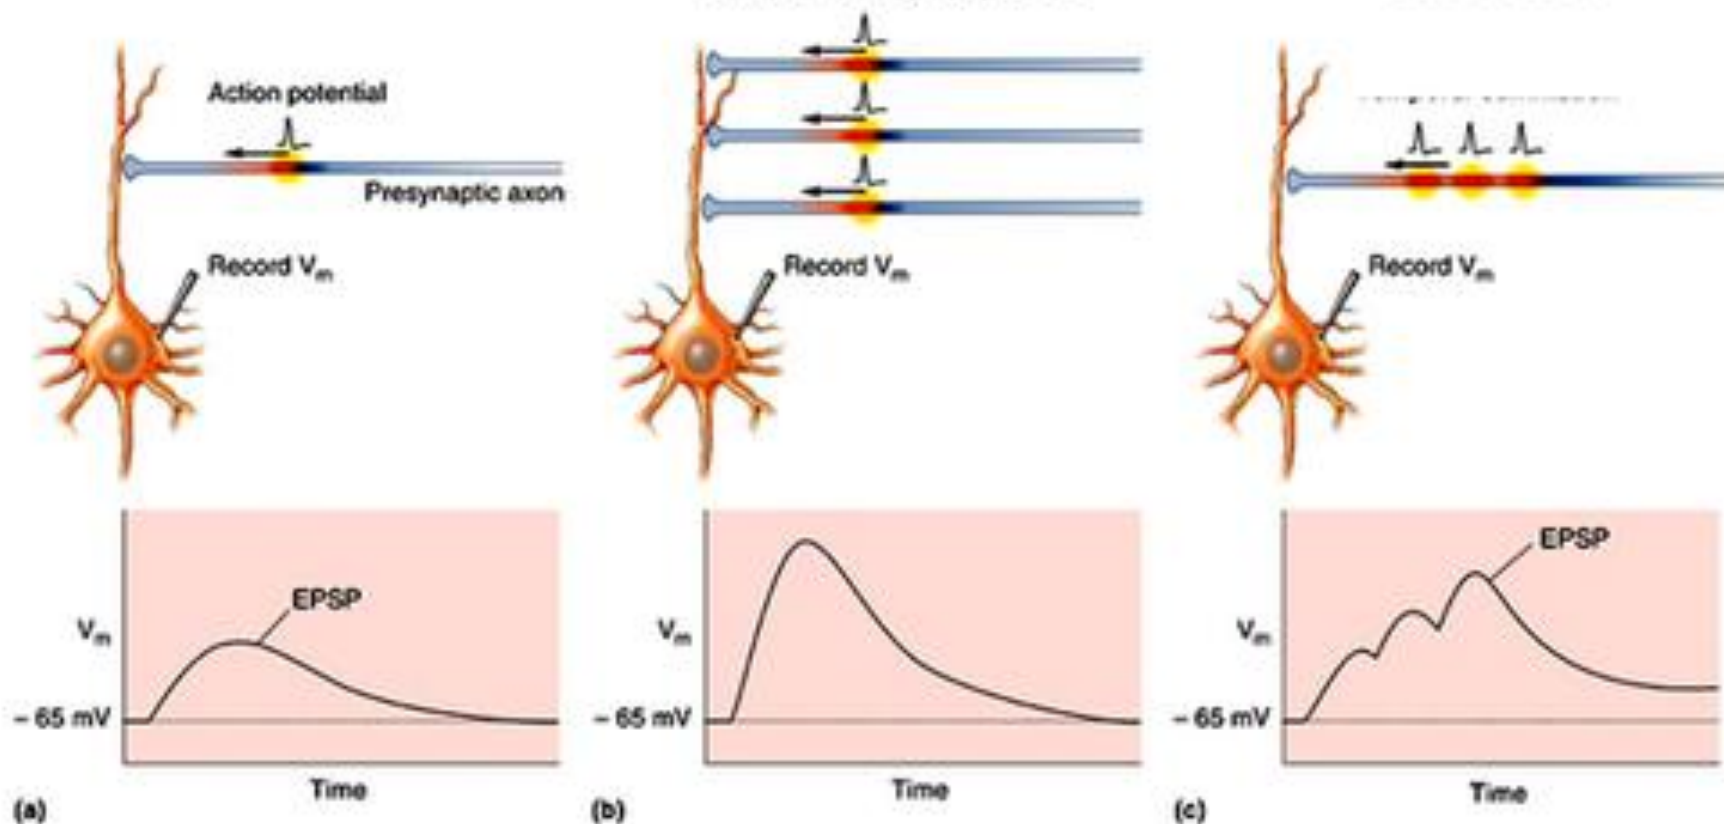 Action potential
Presynaptic axon
Record Vm
EPSP
Vm
– 65 mV
Time
(a)
Record Vm
Vm
– 65 mV
Time
(b)
Record Vm
EPSP
Vm
– 65 mV
Time
(c)